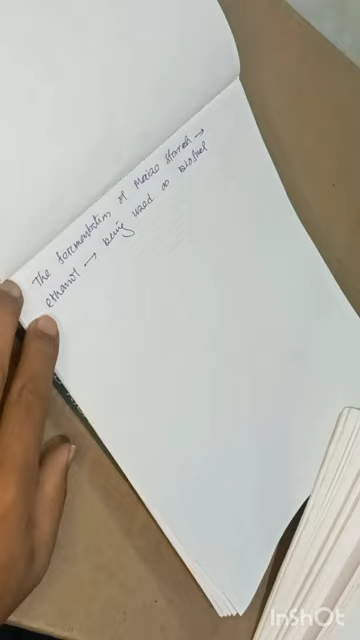 The fermentation of Maize starch →
ethanol → being used as biofuel
InShOt